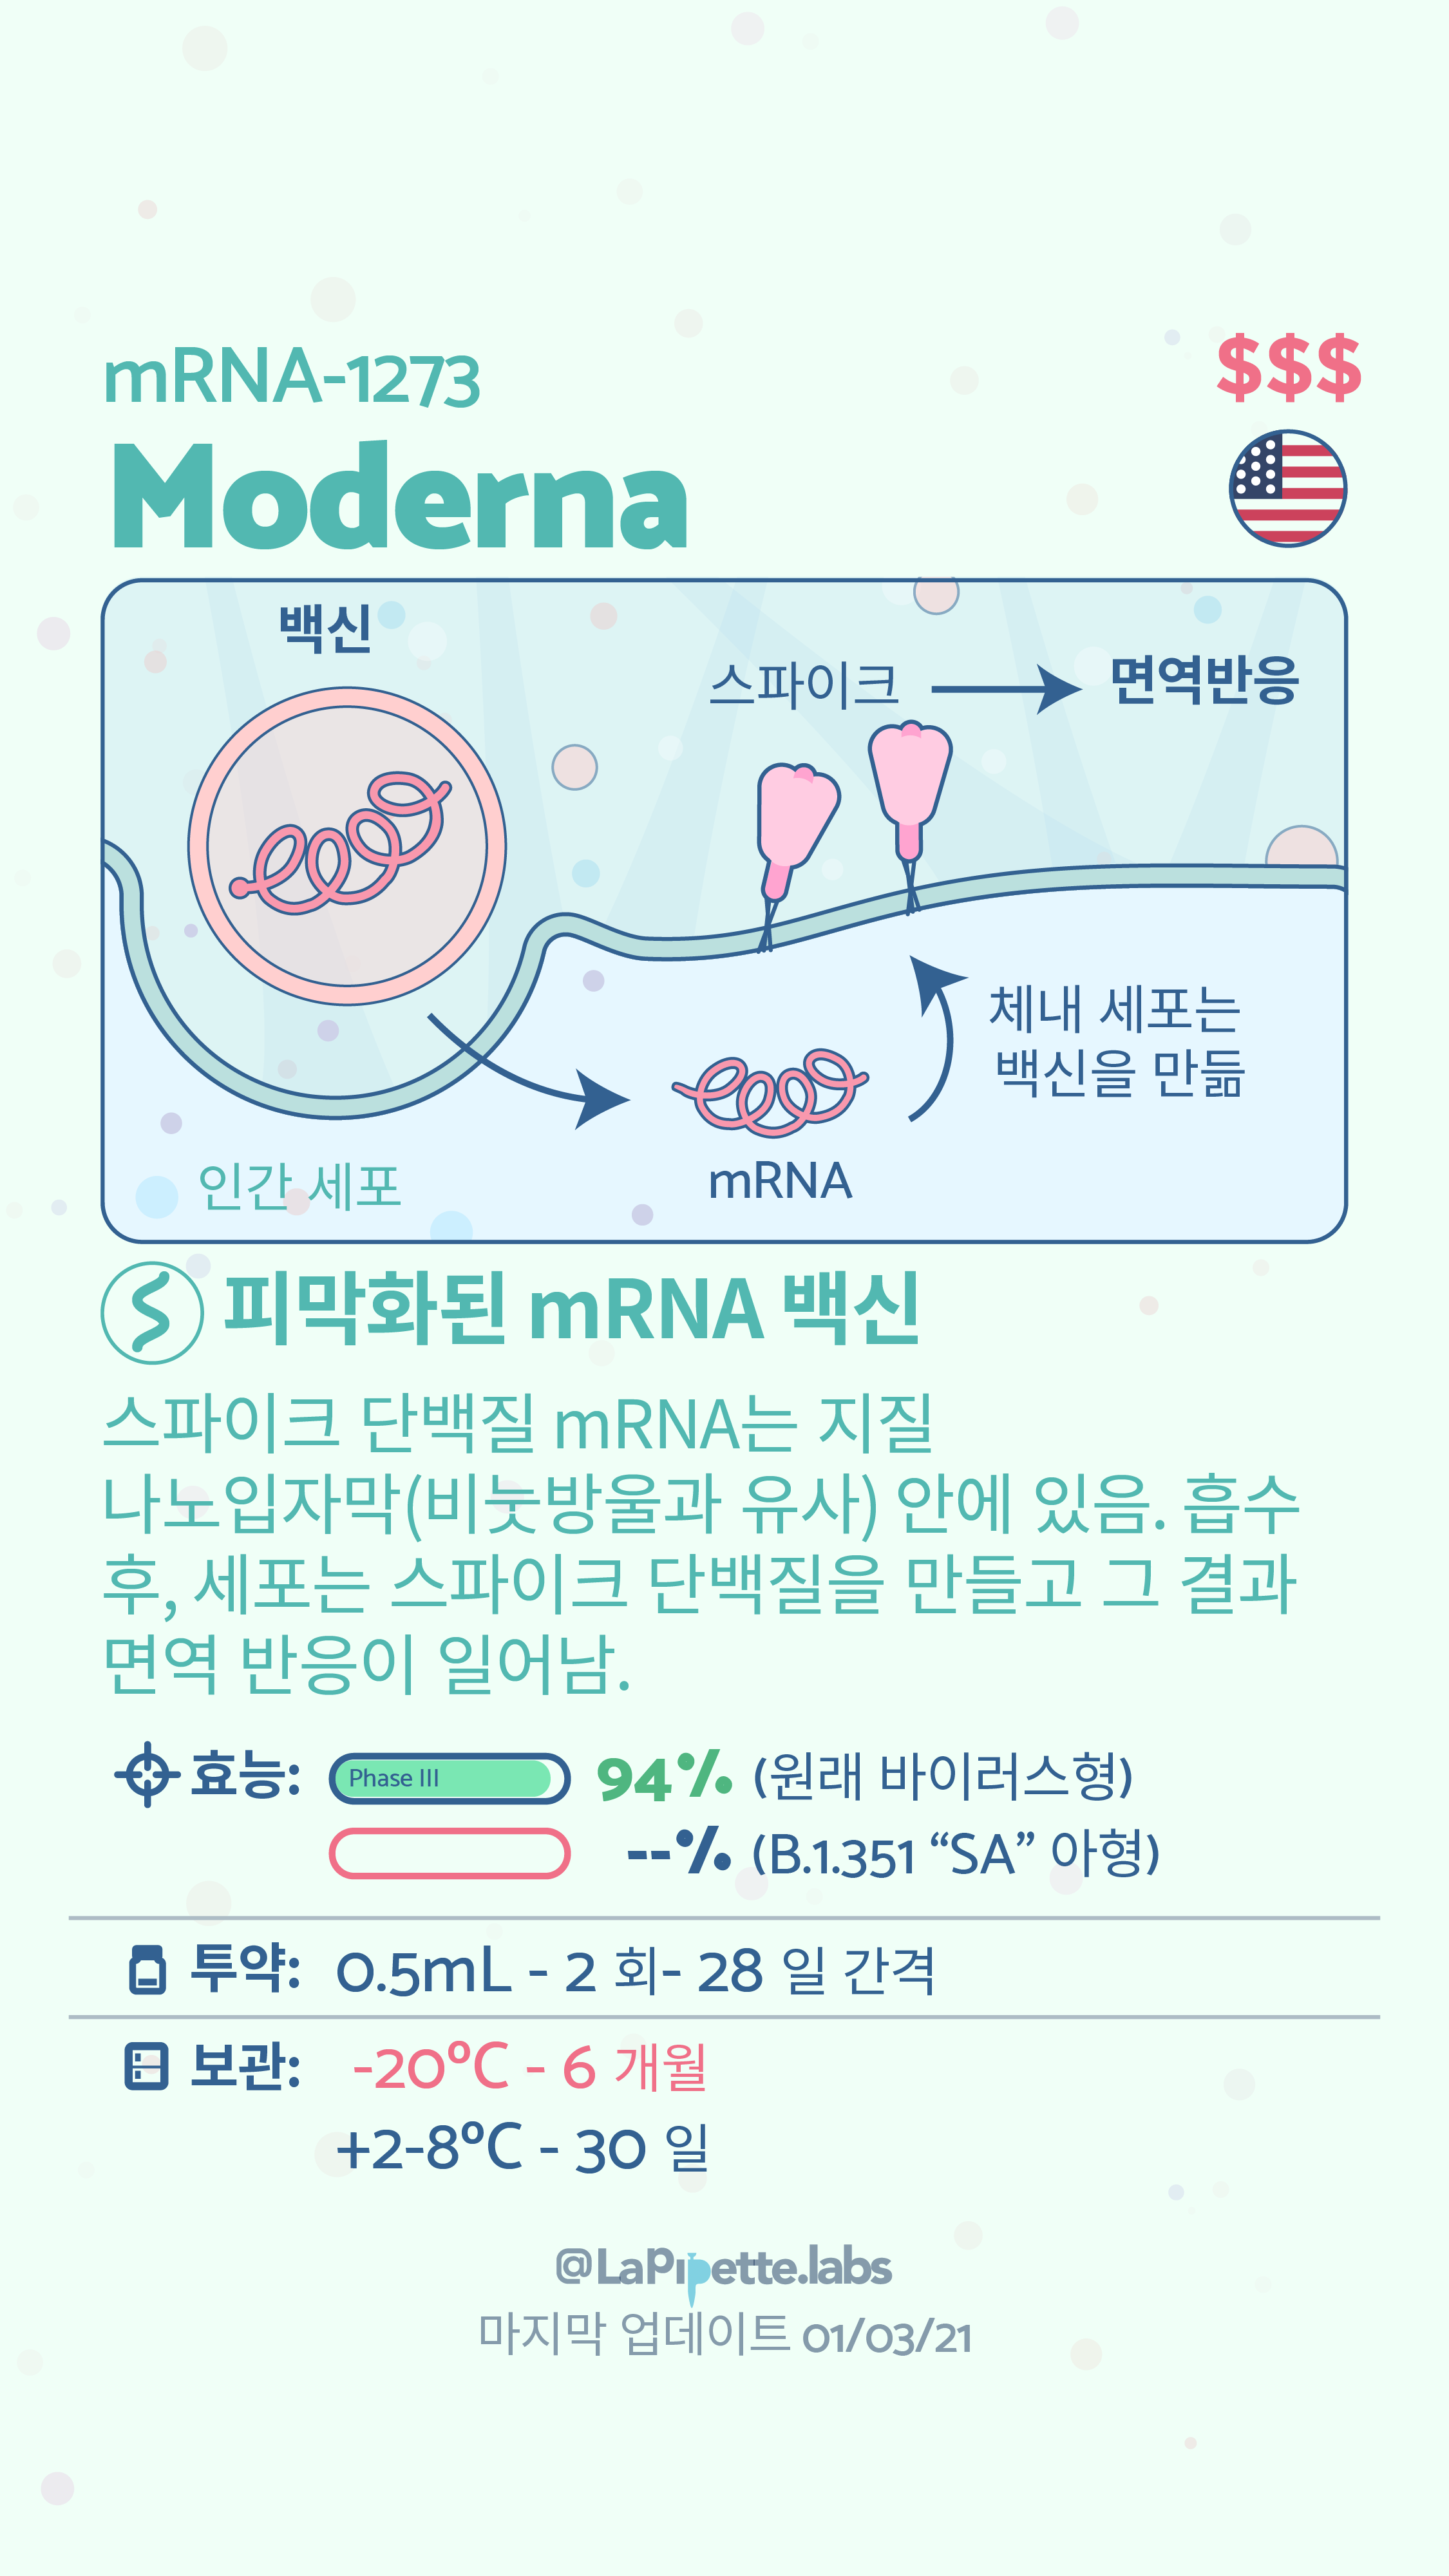 mRNA-1273
$$$
Moderna
백신
스파이크
면역반응
체내 세포는
백신을 만듦
인간 세포
mRNA
피막화된 mRNA 백신
스파이크 단백질 mRNA는 지질
나노입자막(비눗방울과 유사) 안에 있음. 흡수
후, 세포는 스파이크 단백질을 만들고 그 결과
면역 반응이 일어남.
효능: Phase III 94% (원래 바이러스형)
--% (B.1.351 “SA” 아형)
투약: 0.5mL - 2 회- 28 일 간격
보관: -20°C - 6 개월
+2-8°C - 30 일
@Lapipette.labs
마지막 업데이트 01/03/21